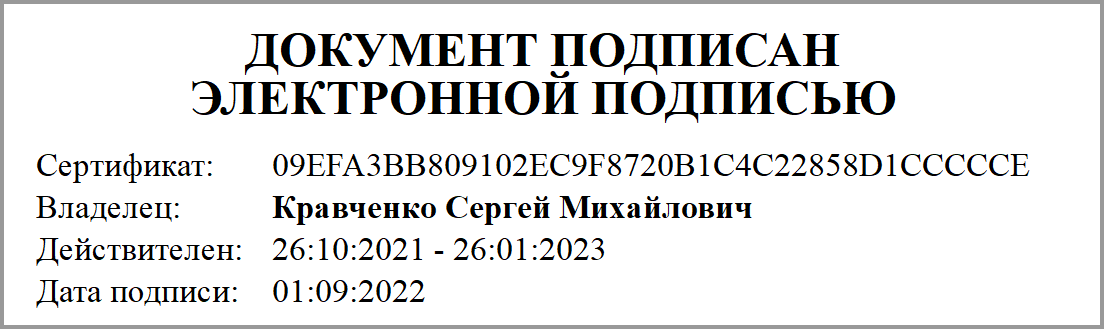 ДОКУМЕНТ ПОДПИСАН
ЭЛЕКТРОННОЙ ПОДПИСЬЮ
Сертификат: 09EFA3BB809102EC9F8720B1C4C22858D1CCCCCE
Владелец: Кравченко Сергей Михайлович
Действителен: 26:10:2021 - 26:01:2023
Дата подписи: 01:09:2022